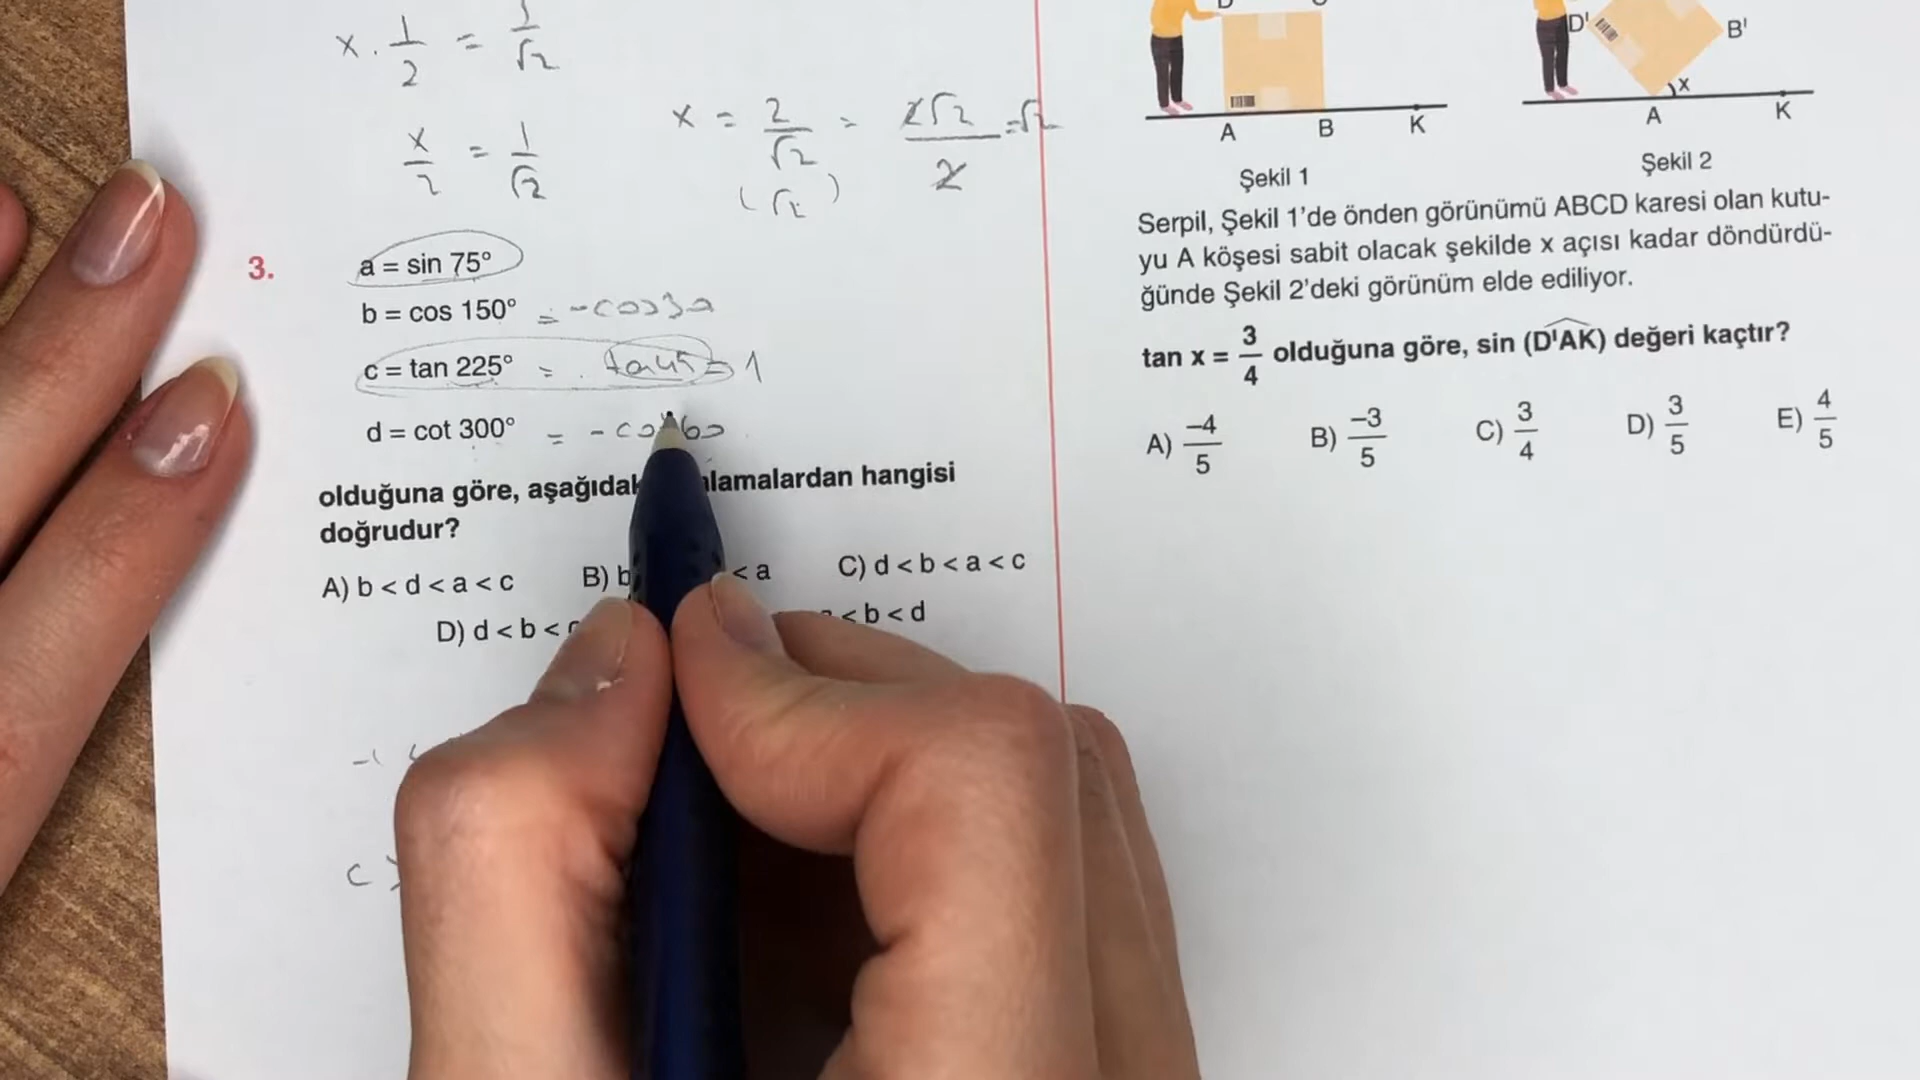 x . 1/2 = 1/√2
x/2 = 1/√2
x = 2/√2 = 2√2/2 = √2
(√2)
3.
a = sin 75°
b = cos 150° = -cos30
c = tan 225° = tan45 = 1
d = cot 300° = -cot60
olduğuna göre, hangisi
doğrudur?
A) b < d < a < c
B) b < a
C) d < b < a < c
D) d < b <
< b < d
-1 <
c >
D' B'
x
A B K
A K
Şekil 1
Şekil 2
Serpil, Şekil 1'de önden görünümü ABCD karesi olan kutu-
yu A köşesi sabit olacak şekilde x açısı kadar döndürdü-
ğünde Şekil 2'deki görünüm elde ediliyor.
tan x = 3/4 olduğuna göre, sin (D'AK) değeri kaçtır?
A) –4/5 B) –3/5 C) 3/4 D) 3/5 E) 4/5